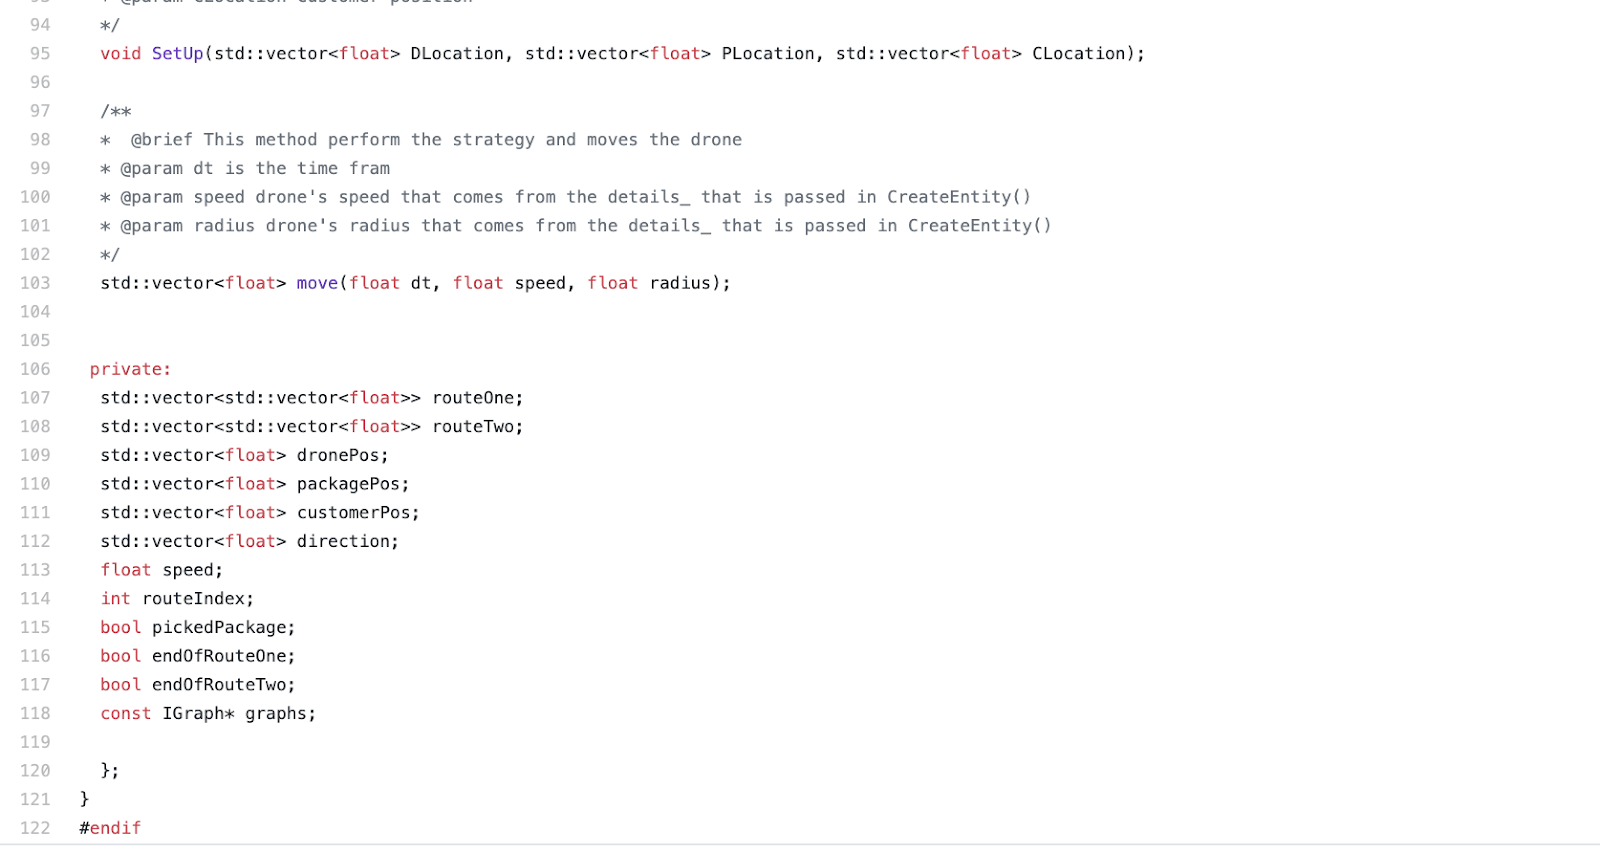 93 * @param CLocation customer position
94 */
95 void SetUp(std::vector<float> DLocation, std::vector<float> PLocation, std::vector<float> CLocation);
96
97 /**
98 *  @brief This method perform the strategy and moves the drone
99 * @param dt is the time fram
100 * @param speed drone's speed that comes from the details_ that is passed in CreateEntity()
101 * @param radius drone's radius that comes from the details_ that is passed in CreateEntity()
102 */
103 std::vector<float> move(float dt, float speed, float radius);
104
105
106 private:
107 std::vector<std::vector<float>> routeOne;
108 std::vector<std::vector<float>> routeTwo;
109 std::vector<float> dronePos;
110 std::vector<float> packagePos;
111 std::vector<float> customerPos;
112 std::vector<float> direction;
113 float speed;
114 int routeIndex;
115 bool pickedPackage;
116 bool endOfRouteOne;
117 bool endOfRouteTwo;
118 const IGraph* graphs;
119
120 };
121 }
122 #endif